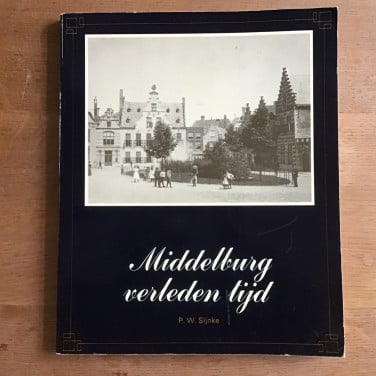 Middelburg
verleden tijd
P. W. Sijnke